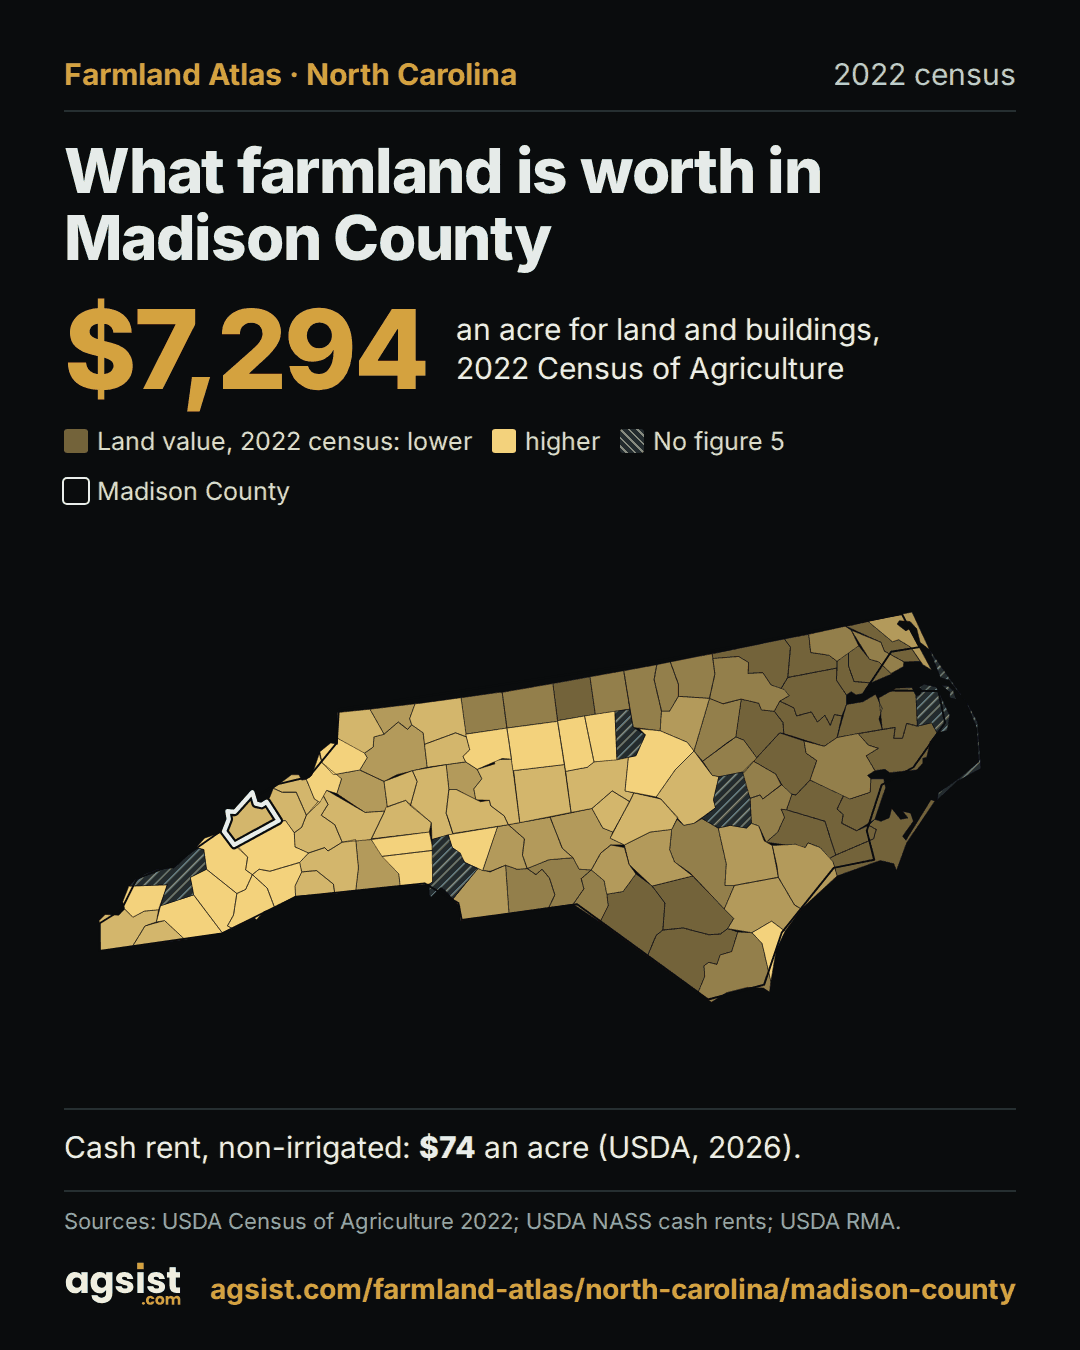 Farmland Atlas · North Carolina
2022 census
What farmland is worth in
Madison County
$7,294
an acre for land and buildings,
2022 Census of Agriculture
Land value, 2022 census: lower
higher
No figure 5
Madison County
Cash rent, non-irrigated: $74 an acre (USDA, 2026).
Sources: USDA Census of Agriculture 2022; USDA NASS cash rents; USDA RMA.
agsist
.com
agsist.com/farmland-atlas/north-carolina/madison-county